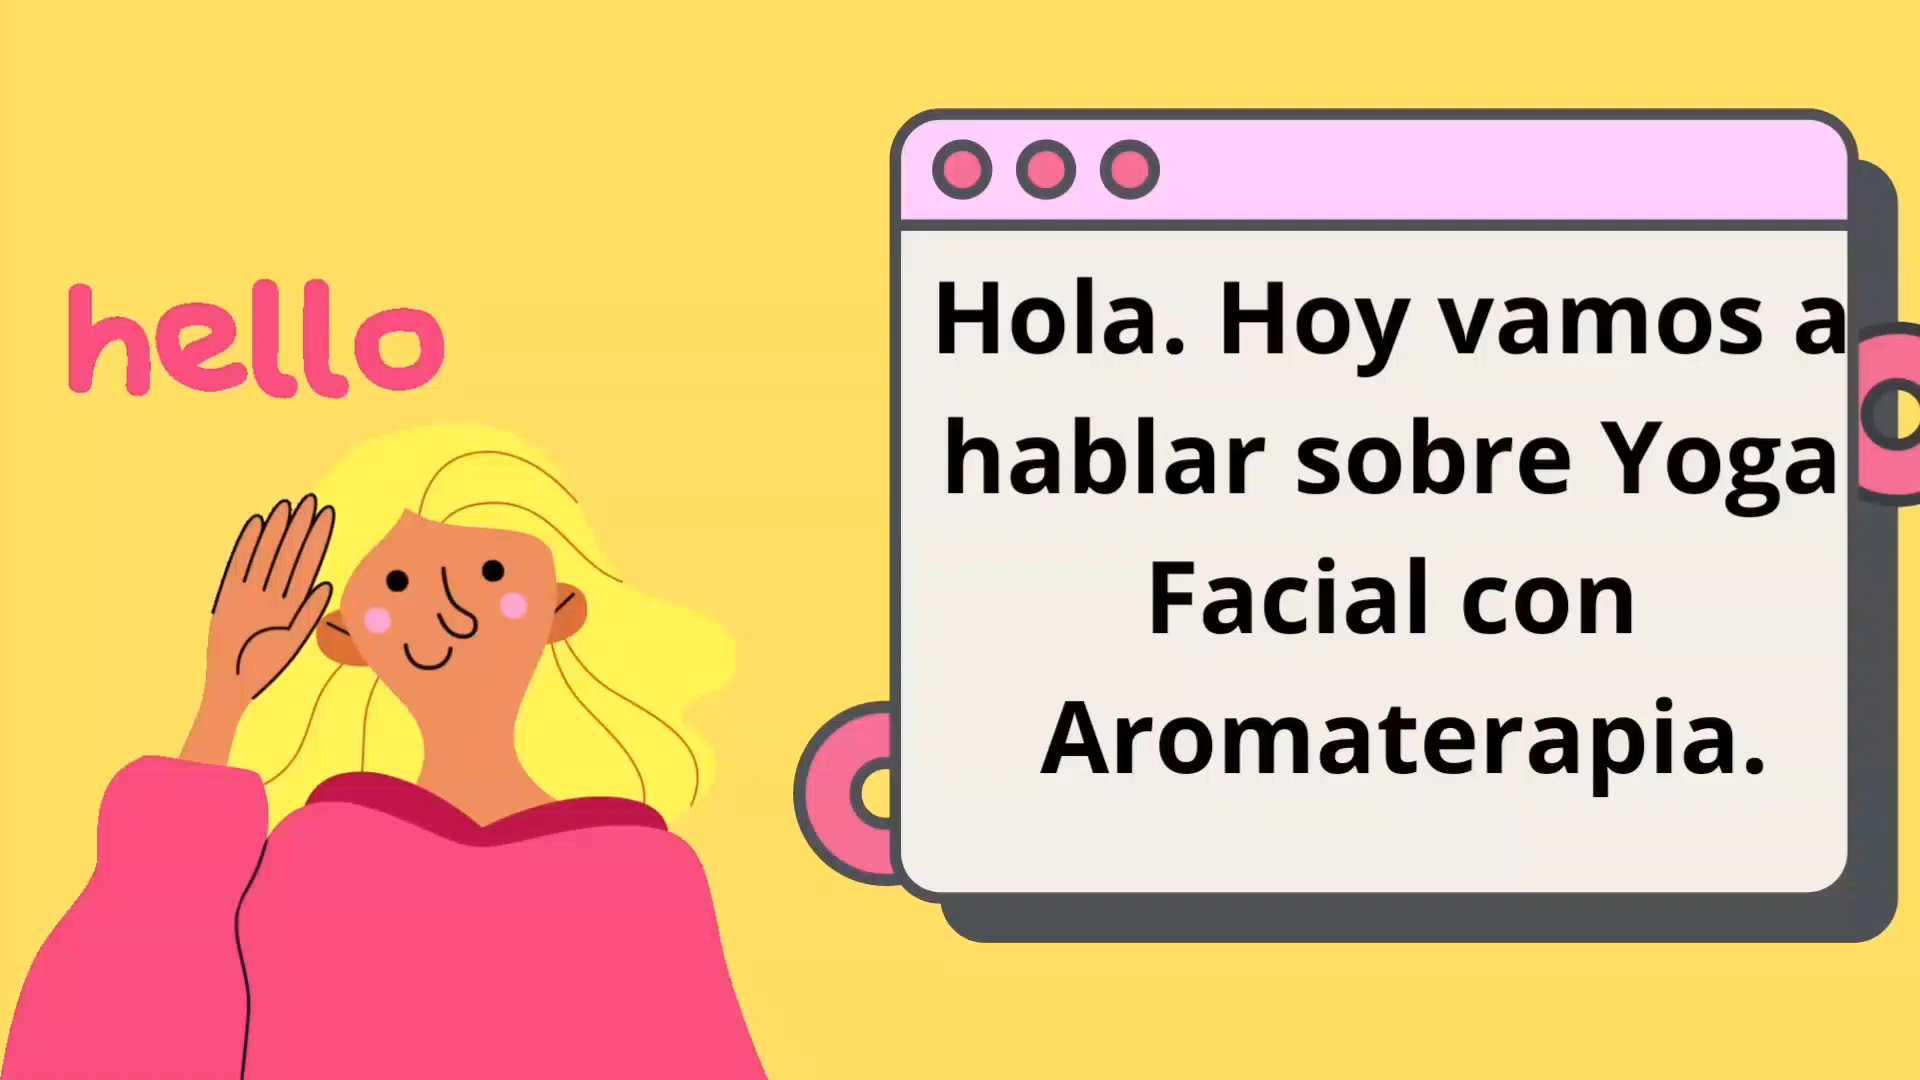 hello
Hola. Hoy vamos a
hablar sobre Yoga
Facial con
Aromaterapia.